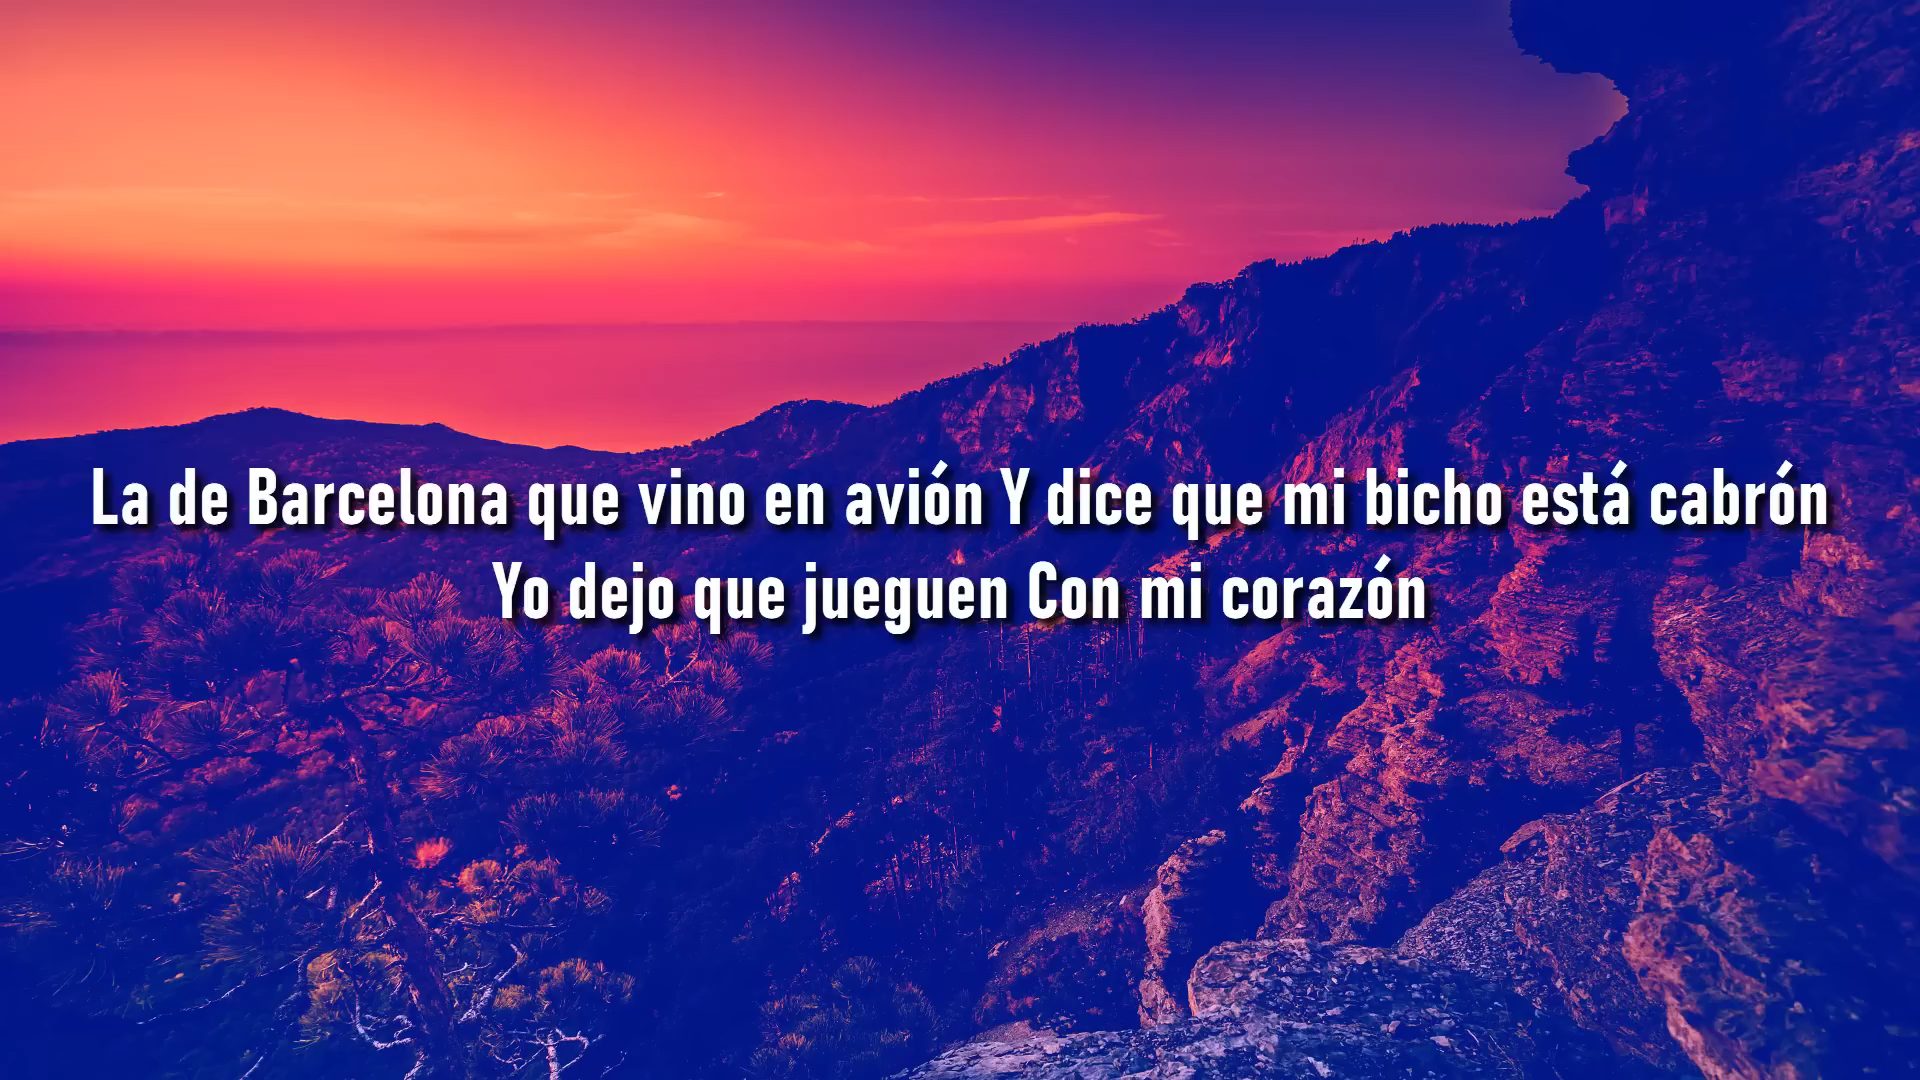 La de Barcelona que vino en avión Y dice que mi bicho está cabrón
Yo dejo que jueguen Con mi corazón